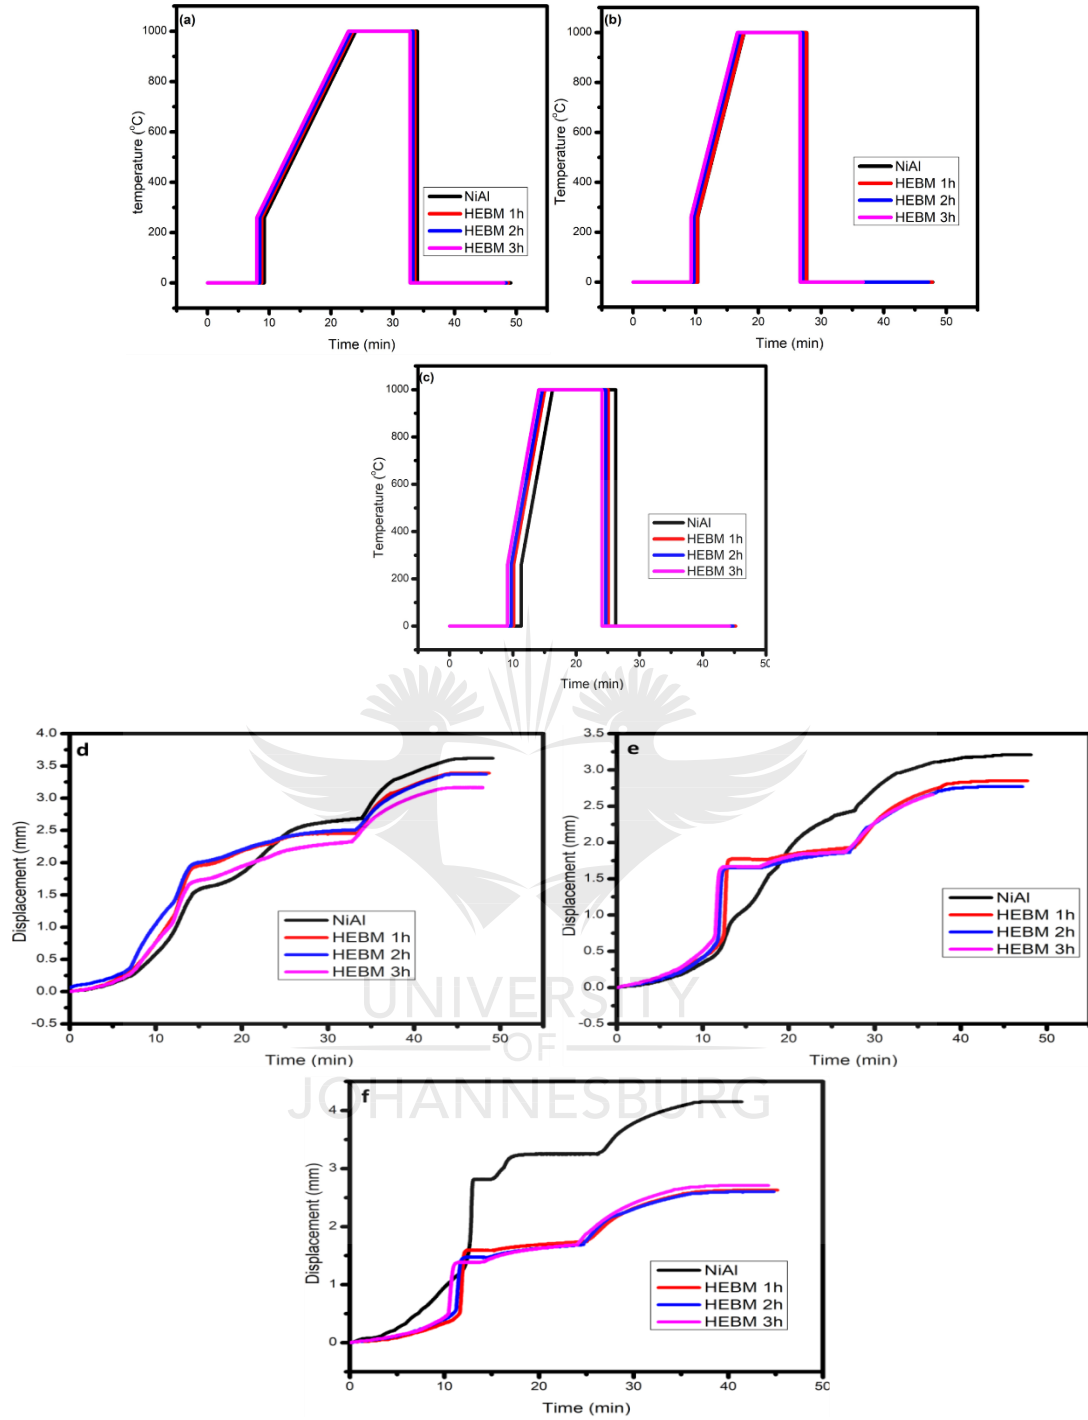 (a)
1000
800
600
400
200
0
temperature (°C)
NiAl
HEBM 1h
HEBM 2h
HEBM 3h
0 10 20 30 40 50
Time (min)
(b)
1000
800
600
400
200
0
Temperature (°C)
NiAl
HEBM 1h
HEBM 2h
HEBM 3h
0 10 20 30 40 50
Time (min)
(c)
1000
800
600
400
200
0
Temperature (°C)
NiAl
HEBM 1h
HEBM 2h
HEBM 3h
0 10 20 30 40 50
Time (min)
d
4.0
3.5
3.0
2.5
2.0
1.5
1.0
0.5
0.0
-0.5
Displacement (mm)
NiAl
HEBM 1h
HEBM 2h
HEBM 3h
0 10 20 30 40 50
Time (min)
e
3.5
3.0
2.5
2.0
1.5
1.0
0.5
0.0
-0.5
Displacement (mm)
NiAl
HEBM 1h
HEBM 2h
HEBM 3h
0 10 20 30 40 50
Time (min)
UNIVERSITY
OF
JOHANNESBURG
f
4
3
2
1
0
Displacement (mm)
NiAl
HEBM 1h
HEBM 2h
HEBM 3h
0 10 20 30 40 50
Time (min)